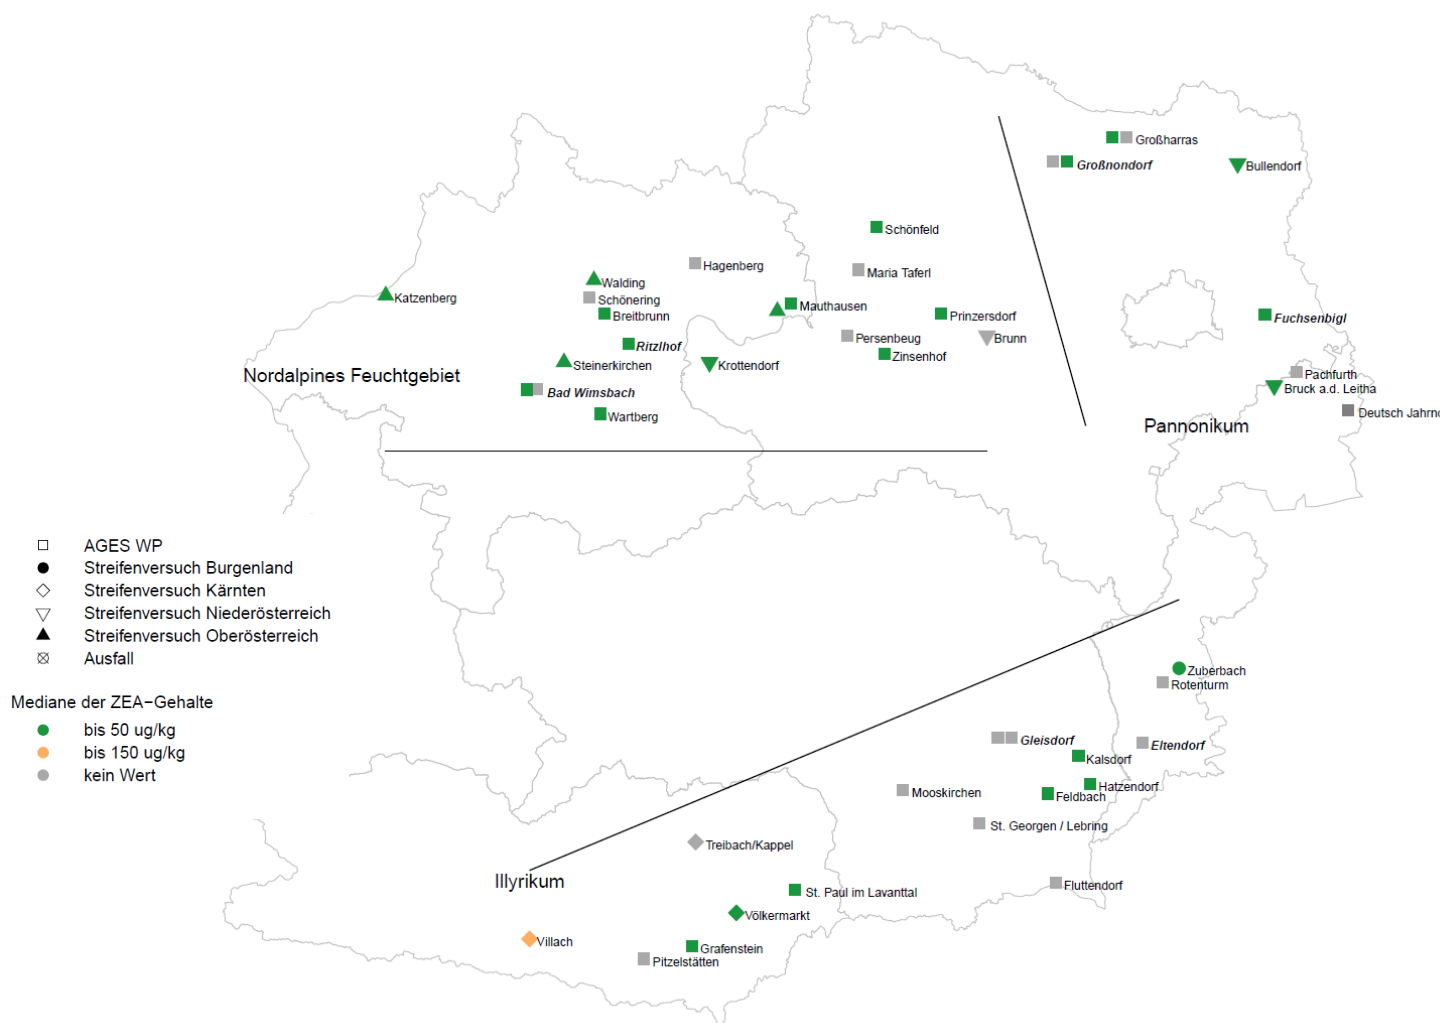 Großharras
Großnondorf
Bullendorf
Schönfeld
Hagenberg
Maria Taferl
Walding
Katzenberg
Schönering
Mauthausen
Breitbrunn
Prinzersdorf
Fuchsenbigl
Persenbeug
Brunn
Ritzlhof
Zinsenhof
Steinerkirchen
Krottendorf
Nordalpines Feuchtgebiet
Pachfurth
Bruck a.d. Leitha
Bad Wimsbach
Wartberg
Deutsch Jahrnd
Pannonikum
AGES WP
Streifenversuch Burgenland
Streifenversuch Kärnten
Streifenversuch Niederösterreich
Streifenversuch Oberösterreich
Ausfall
Mediane der ZEA−Gehalte
bis 50 ug/kg
bis 150 ug/kg
kein Wert
Zuberbach
Rotenturm
Gleisdorf
Eltendorf
Kalsdorf
Hatzendorf
Mooskirchen
Feldbach
St. Georgen / Lebring
Treibach/Kappel
Illyrikum
Fluttendorf
St. Paul im Lavanttal
Völkermarkt
Villach
Grafenstein
Pitzelstätten